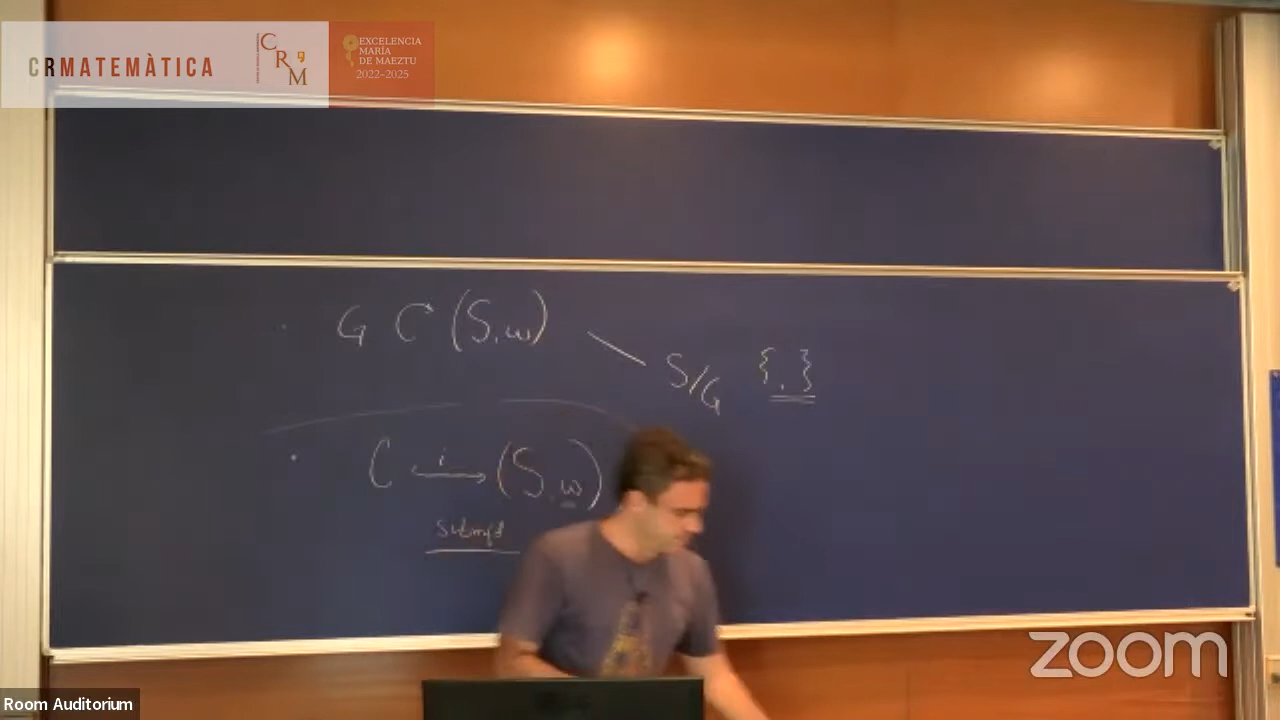 CRMATEMÀTICA
CRM
EXCELENCIA
MARÍA
DE MAEZTU
2022-2025
G ⟳ (S, ω)
S/G { , }
C i→ (S, ω)
submfd
zoom
Room Auditorium